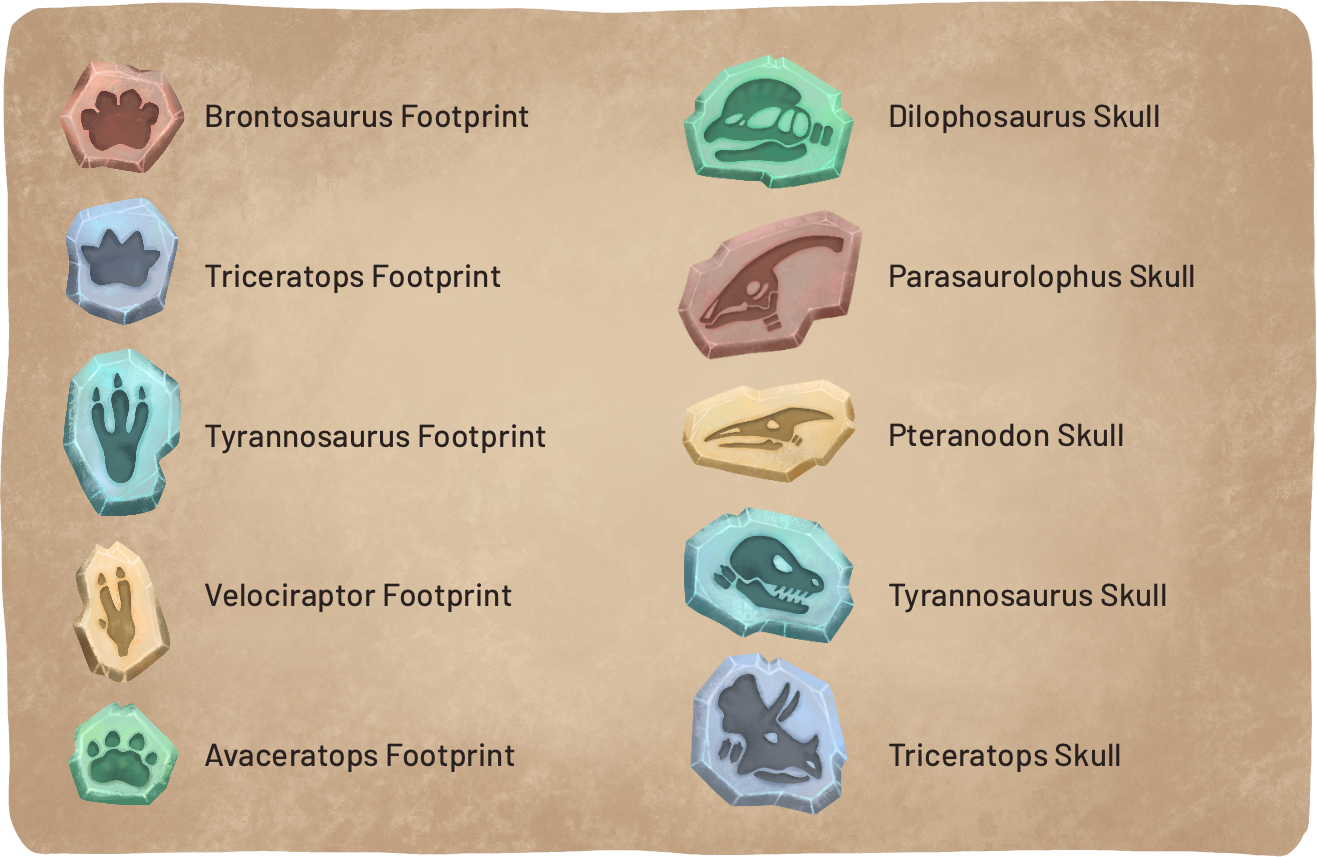 Brontosaurus Footprint
Triceratops Footprint
Tyrannosaurus Footprint
Velociraptor Footprint
Avaceratops Footprint
Dilophosaurus Skull
Parasaurolophus Skull
Pteranodon Skull
Tyrannosaurus Skull
Triceratops Skull